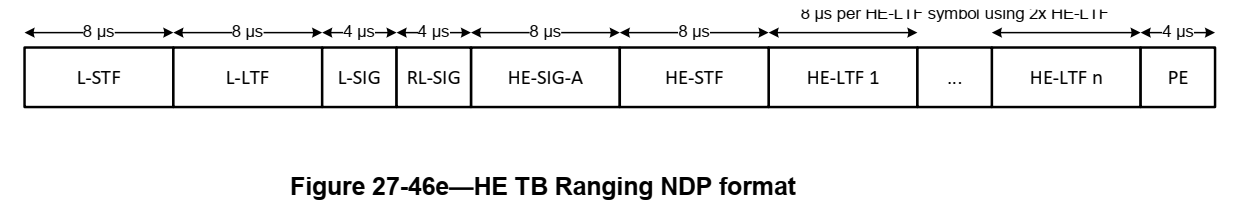 8 µs per HE-LTF symbol using 2x HE-LTF
8 µs 8 µs 4 µs 4 µs 8 µs 8 µs 4 µs
L-STF L-LTF L-SIG RL-SIG HE-SIG-A HE-STF HE-LTF 1 ... HE-LTF n PE
Figure 27-46e—HE TB Ranging NDP format